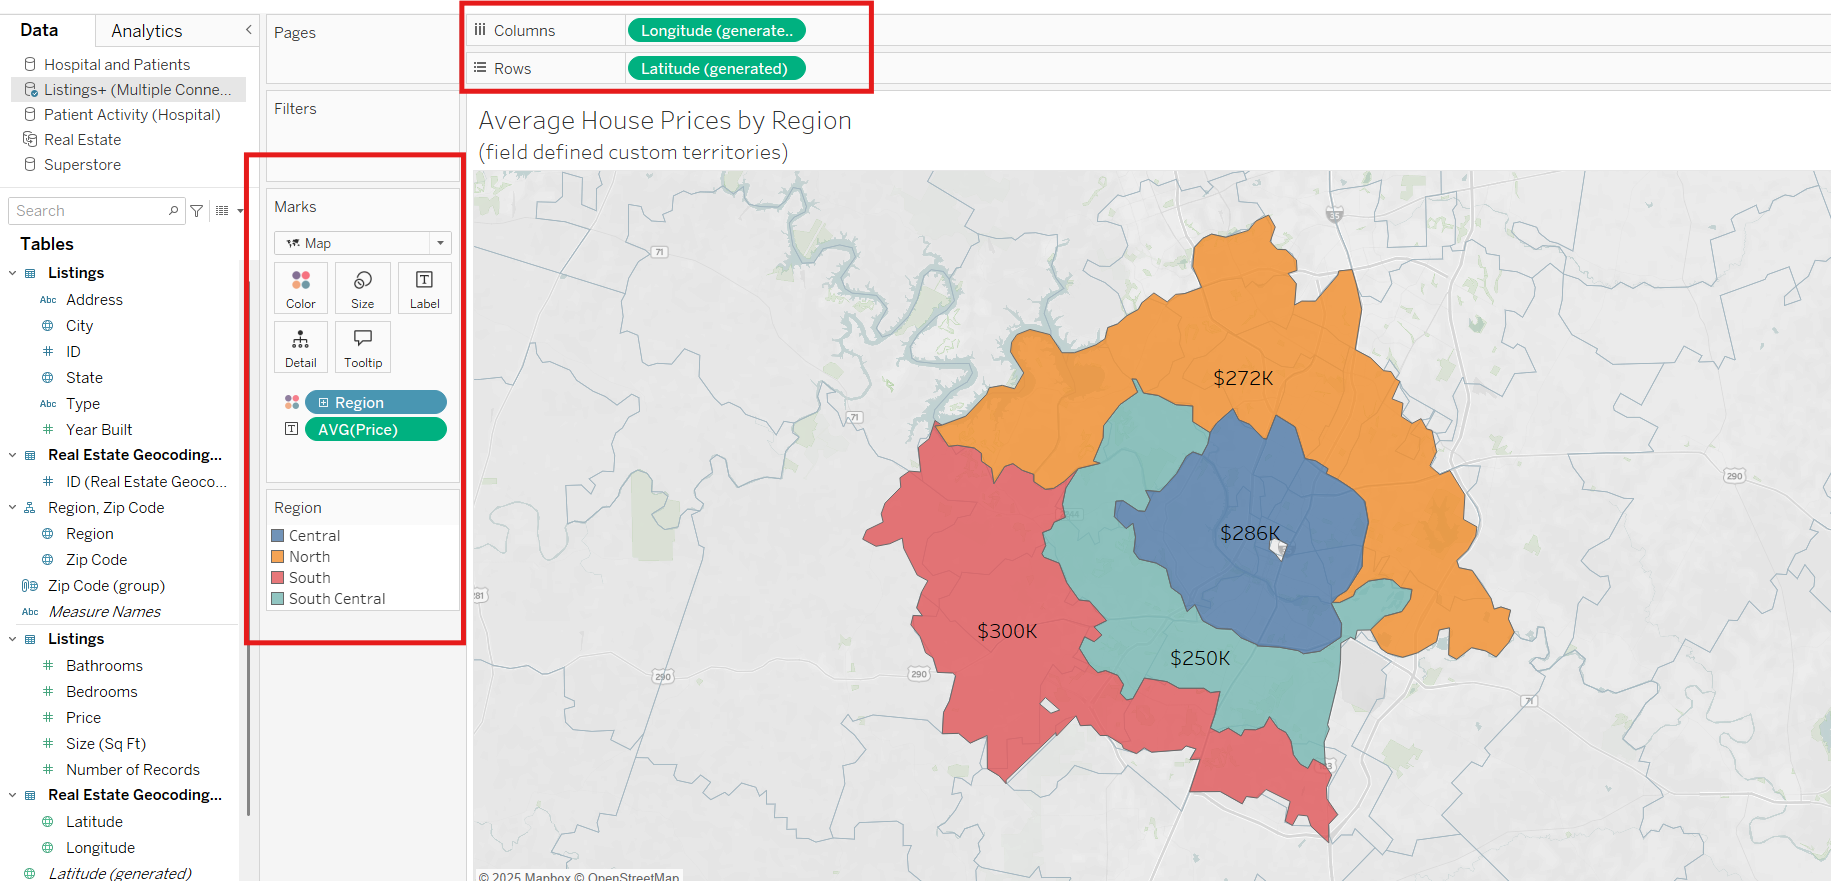 Data
Analytics
Hospital and Patients
Listings+ (Multiple Conne...
Patient Activity (Hospital)
Real Estate
Superstore
Search
Tables
Listings
Abc Address
City
ID
State
Abc Type
Year Built
Real Estate Geocoding...
ID (Real Estate Geoco...
Region, Zip Code
Region
Zip Code
Zip Code (group)
Abc Measure Names
Listings
Bathrooms
Bedrooms
Price
Size (Sq Ft)
Number of Records
Real Estate Geocoding...
Latitude
Longitude
Latitude (generated)
Pages
Filters
Marks
Map
Color
Size
Label
Detail
Tooltip
Region
AVG(Price)
Region
Central
North
South
South Central
Columns
Longitude (generate..
Rows
Latitude (generated)
Average House Prices by Region
(field defined custom territories)
35
71
$272K
71
290
$286K
281
$300K
$250K
290
290
71
© 2025 Mapbox © OpenStreetMap